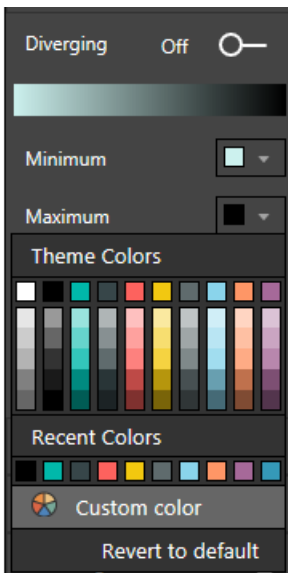 Diverging Off
Minimum
Maximum
Theme Colors
Recent Colors
Custom color
Revert to default